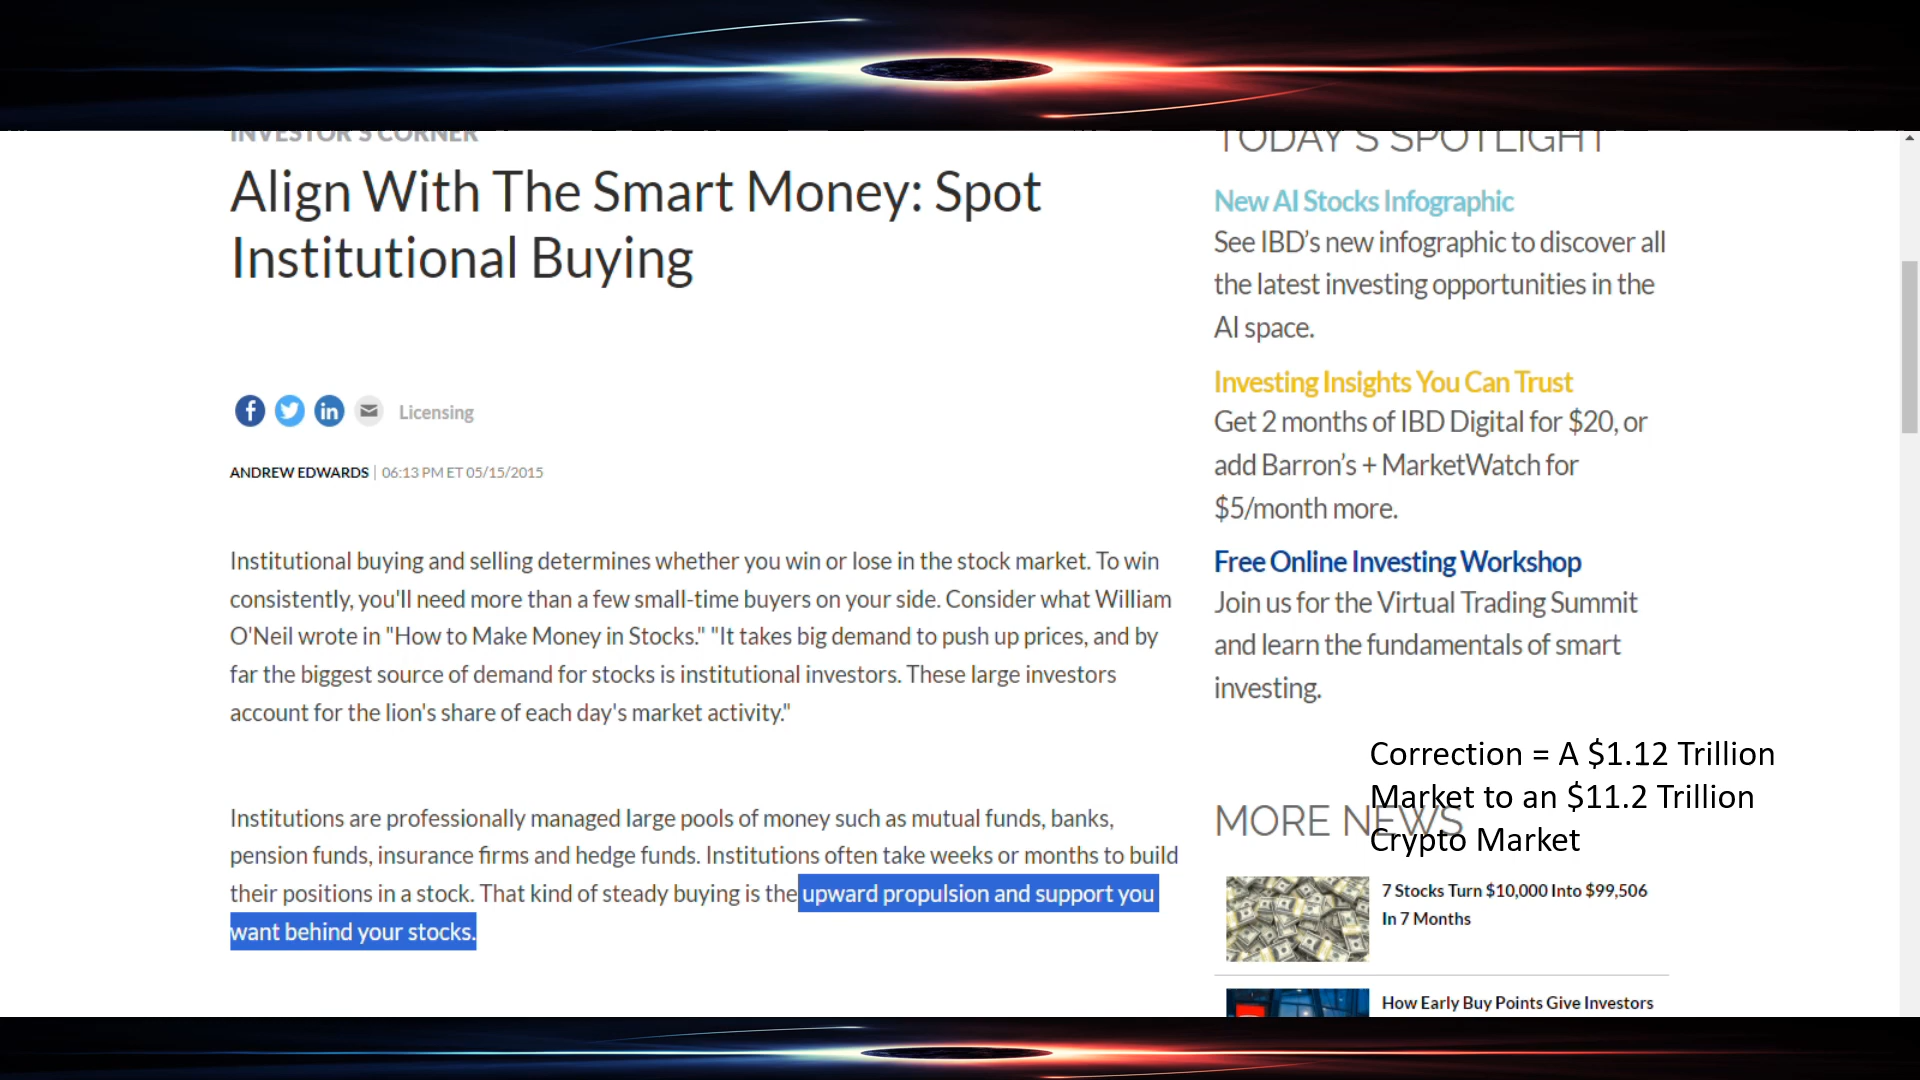 INVESTOR'S CORNER
Align With The Smart Money: Spot
Institutional Buying
Licensing
ANDREW EDWARDS | 06:13 PM ET 05/15/2015
Institutional buying and selling determines whether you win or lose in the stock market. To win
consistently, you'll need more than a few small-time buyers on your side. Consider what William
O'Neil wrote in "How to Make Money in Stocks." "It takes big demand to push up prices, and by
far the biggest source of demand for stocks is institutional investors. These large investors
account for the lion's share of each day's market activity."
Institutions are professionally managed large pools of money such as mutual funds, banks,
pension funds, insurance firms and hedge funds. Institutions often take weeks or months to build
their positions in a stock. That kind of steady buying is the upward propulsion and support you
want behind your stocks.
TODAY'S SPOTLIGHT
New AI Stocks Infographic
See IBD's new infographic to discover all
the latest investing opportunities in the
AI space.
Investing Insights You Can Trust
Get 2 months of IBD Digital for $20, or
add Barron's + MarketWatch for
$5/month more.
Free Online Investing Workshop
Join us for the Virtual Trading Summit
and learn the fundamentals of smart
investing.
Correction = A $1.12 Trillion
Market to an $11.2 Trillion
Crypto Market
MORE NEWS
7 Stocks Turn $10,000 Into $99,506
In 7 Months
How Early Buy Points Give Investors